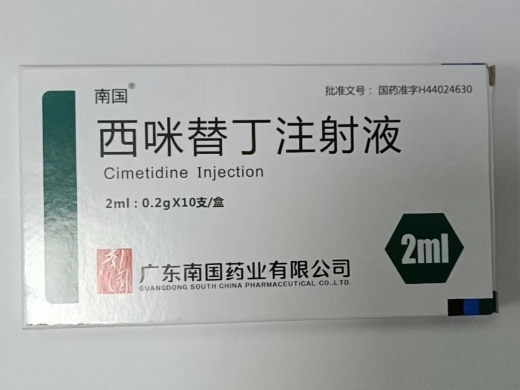 南国®
批准文号：国药准字H44024630
西咪替丁注射液
Cimetidine Injection
2ml：0.2gX10支/盒
2ml
广东南国药业有限公司
GUANGDONG SOUTH CHINA PHARMACEUTICAL CO.,LTD.